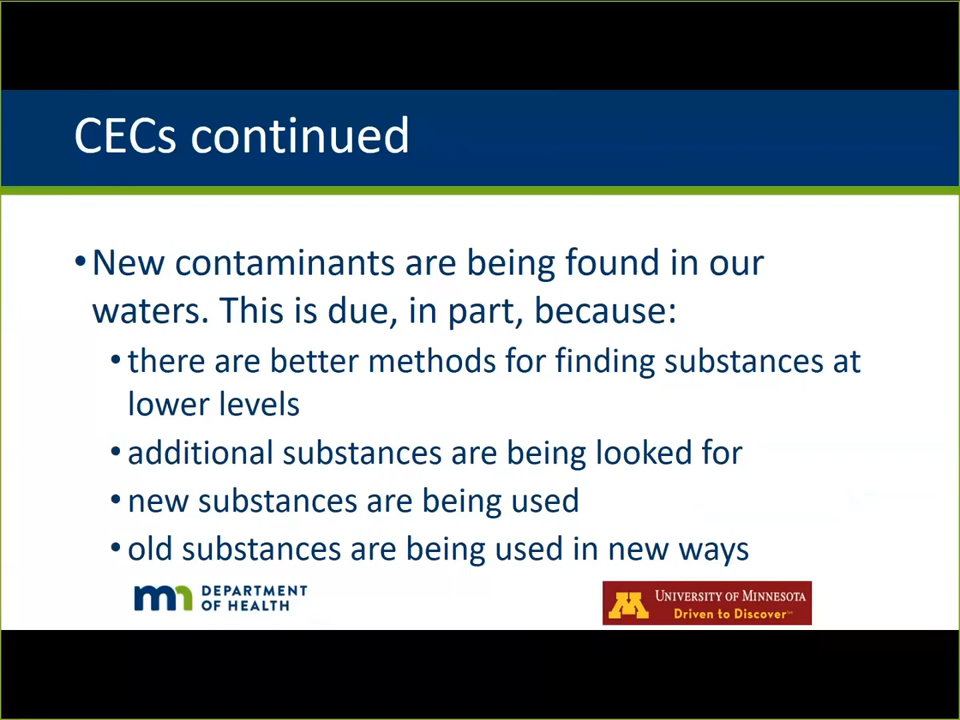 CECs continued
•New contaminants are being found in our
waters. This is due, in part, because:
•there are better methods for finding substances at
lower levels
•additional substances are being looked for
•new substances are being used
•old substances are being used in new ways
mn DEPARTMENT
OF HEALTH
M UNIVERSITY OF MINNESOTA
Driven to Discover℠